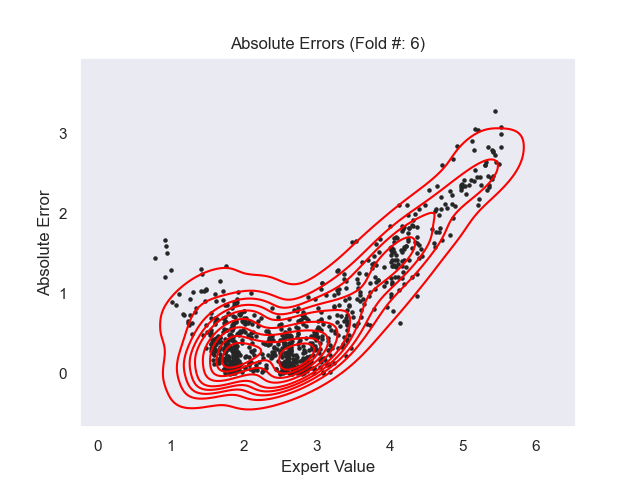 Absolute Errors (Fold #: 6)
3
2
1
0
Absolute Error
0 1 2 3 4 5 6
Expert Value